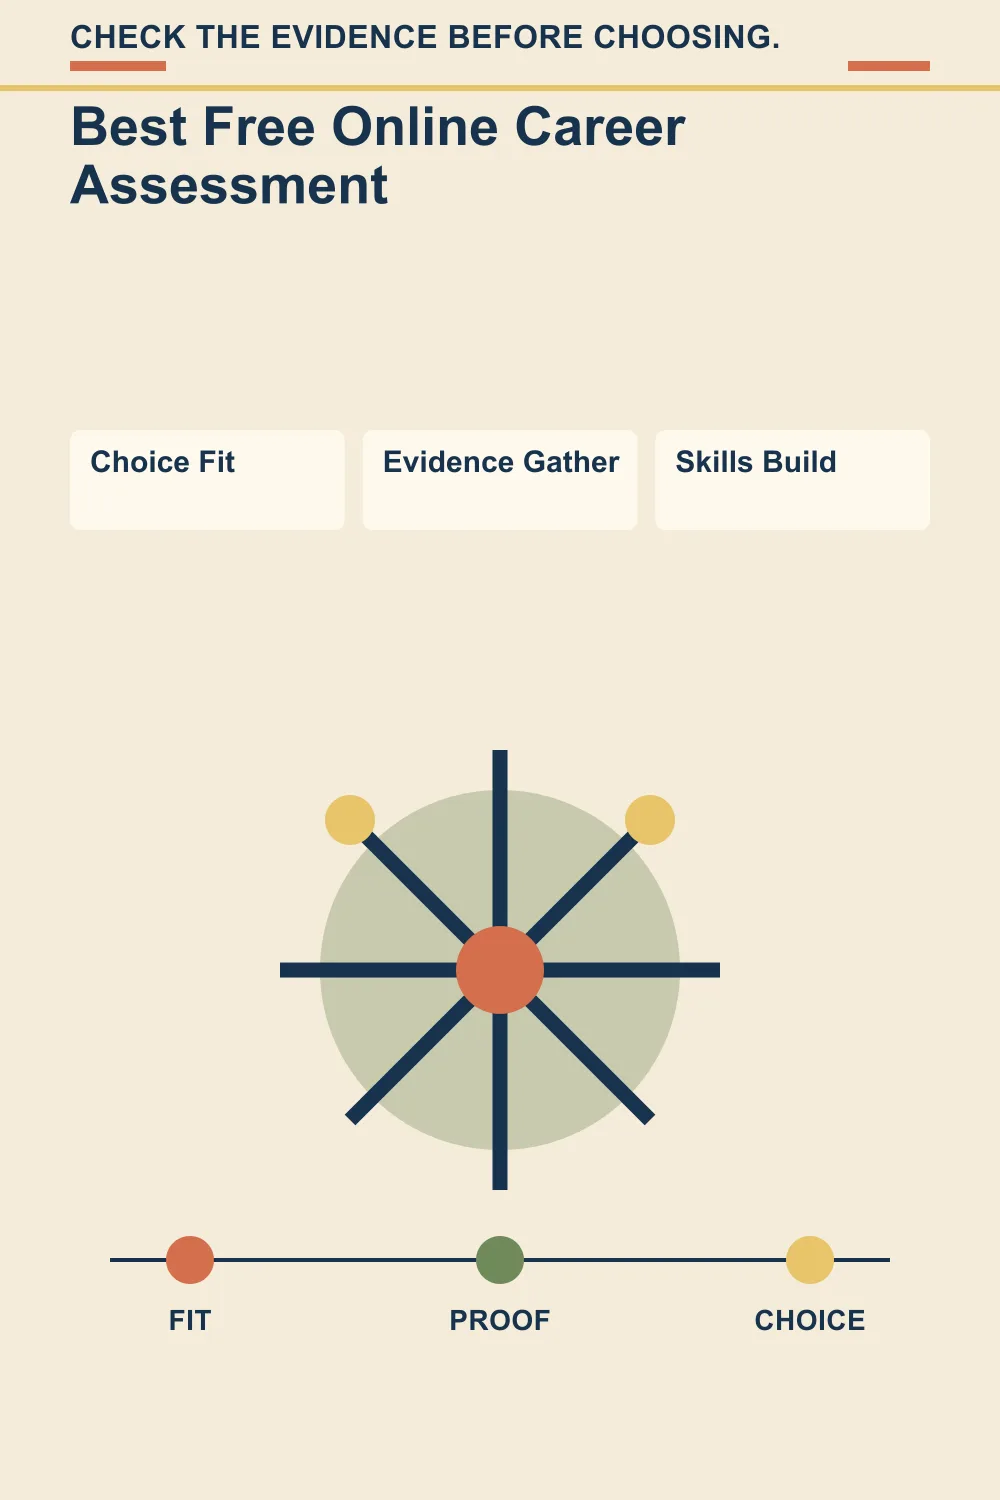 CHECK THE EVIDENCE BEFORE CHOOSING.
Best Free Online Career
Assessment
Choice Fit
Evidence Gather
Skills Build
FIT
PROOF
CHOICE